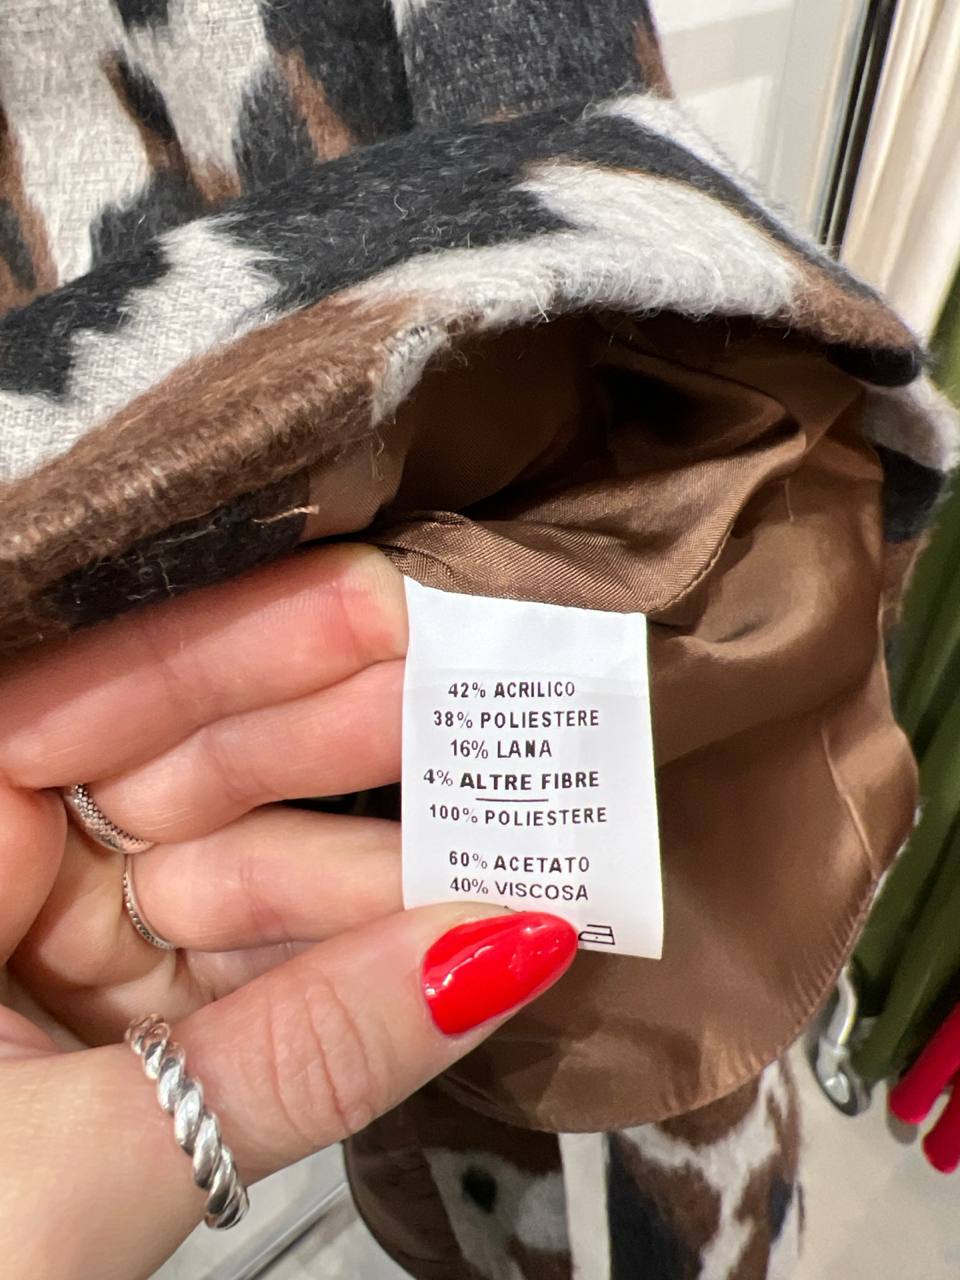 42% ACRILICO
38% POLIESTERE
16% LANA
4% ALTRE FIBRE
100% POLIESTERE
60% ACETATO
40% VISCOSA